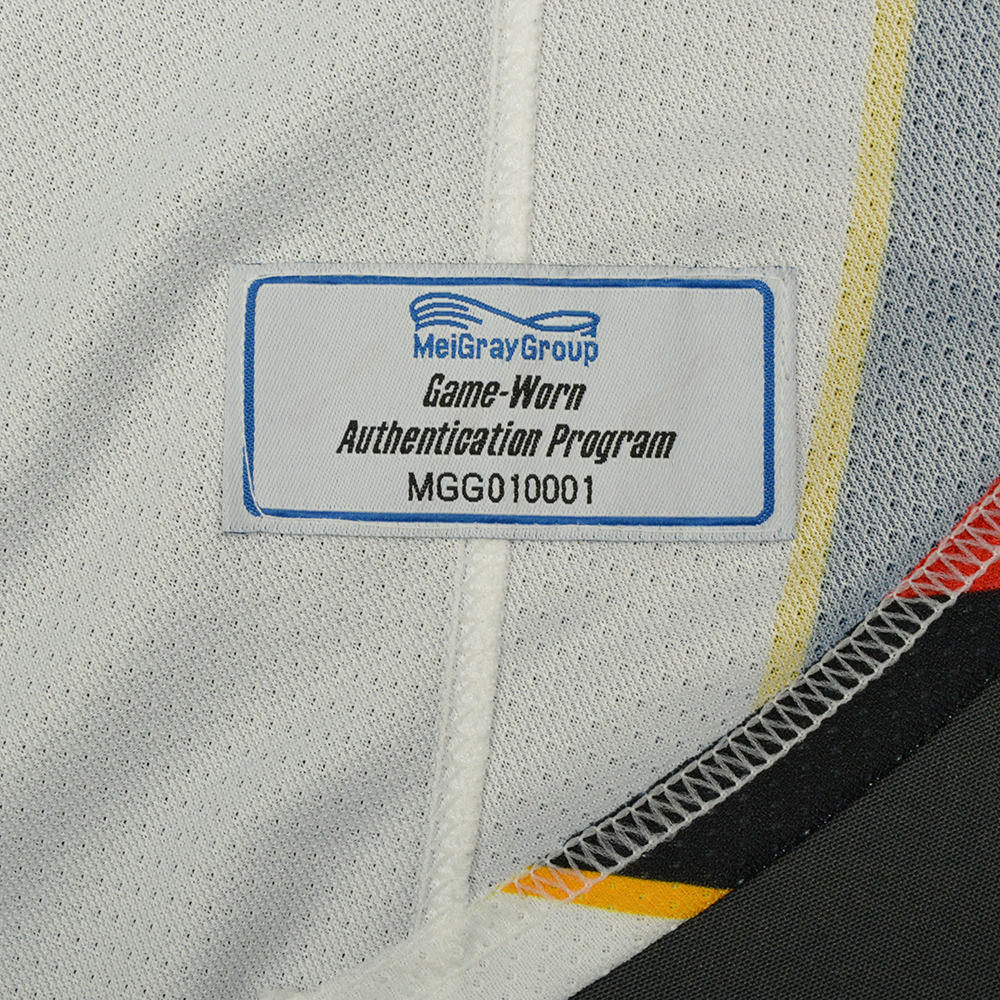 MeiGrayGroup
Game-Worn
Authentication Program
MGG010001